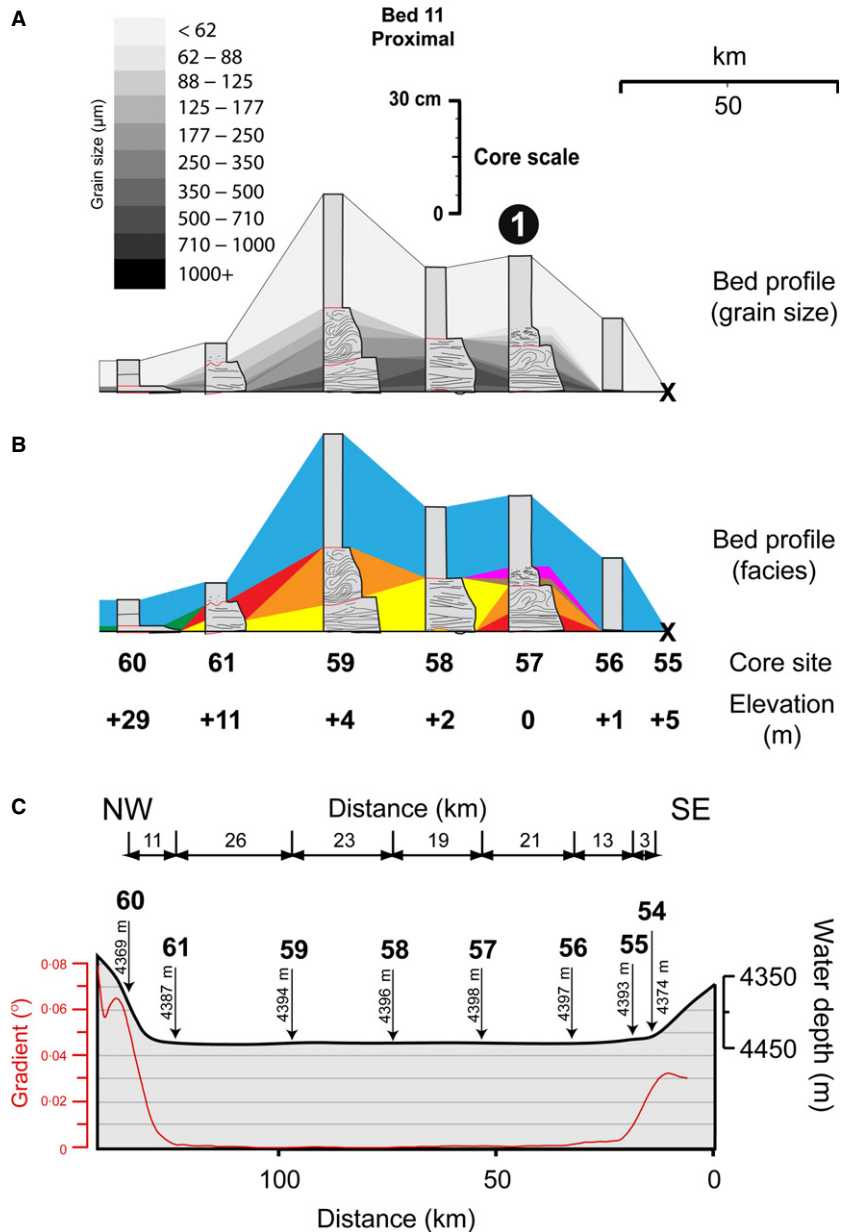 A
Bed 11
Proximal
Grain size (μm)
< 62
62 – 88
88 – 125
125 – 177
177 – 250
250 – 350
350 – 500
500 – 710
710 – 1000
1000+
30 cm
0
Core scale
km
50
1
Bed profile
(grain size)
X
B
Bed profile
(facies)
X
60 61 59 58 57 56 55 Core site
+29 +11 +4 +2 0 +1 +5 Elevation
(m)
C
NW Distance (km) SE
11 26 23 19 21 13 3
60 61 59 58 57 56 55 54
4369 m 4387 m 4394 m 4396 m 4398 m 4397 m 4393 m 4374 m
Gradient (°)
0·08
0·06
0·04
0·02
0
4350
4450
Water depth (m)
100 50 0
Distance (km)